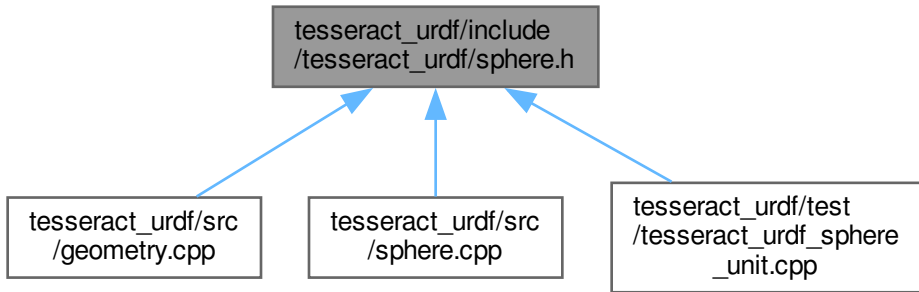 tesseract_urdf/include
/tesseract_urdf/sphere.h
tesseract_urdf/src
/geometry.cpp
tesseract_urdf/src
/sphere.cpp
tesseract_urdf/test
/tesseract_urdf_sphere
_unit.cpp